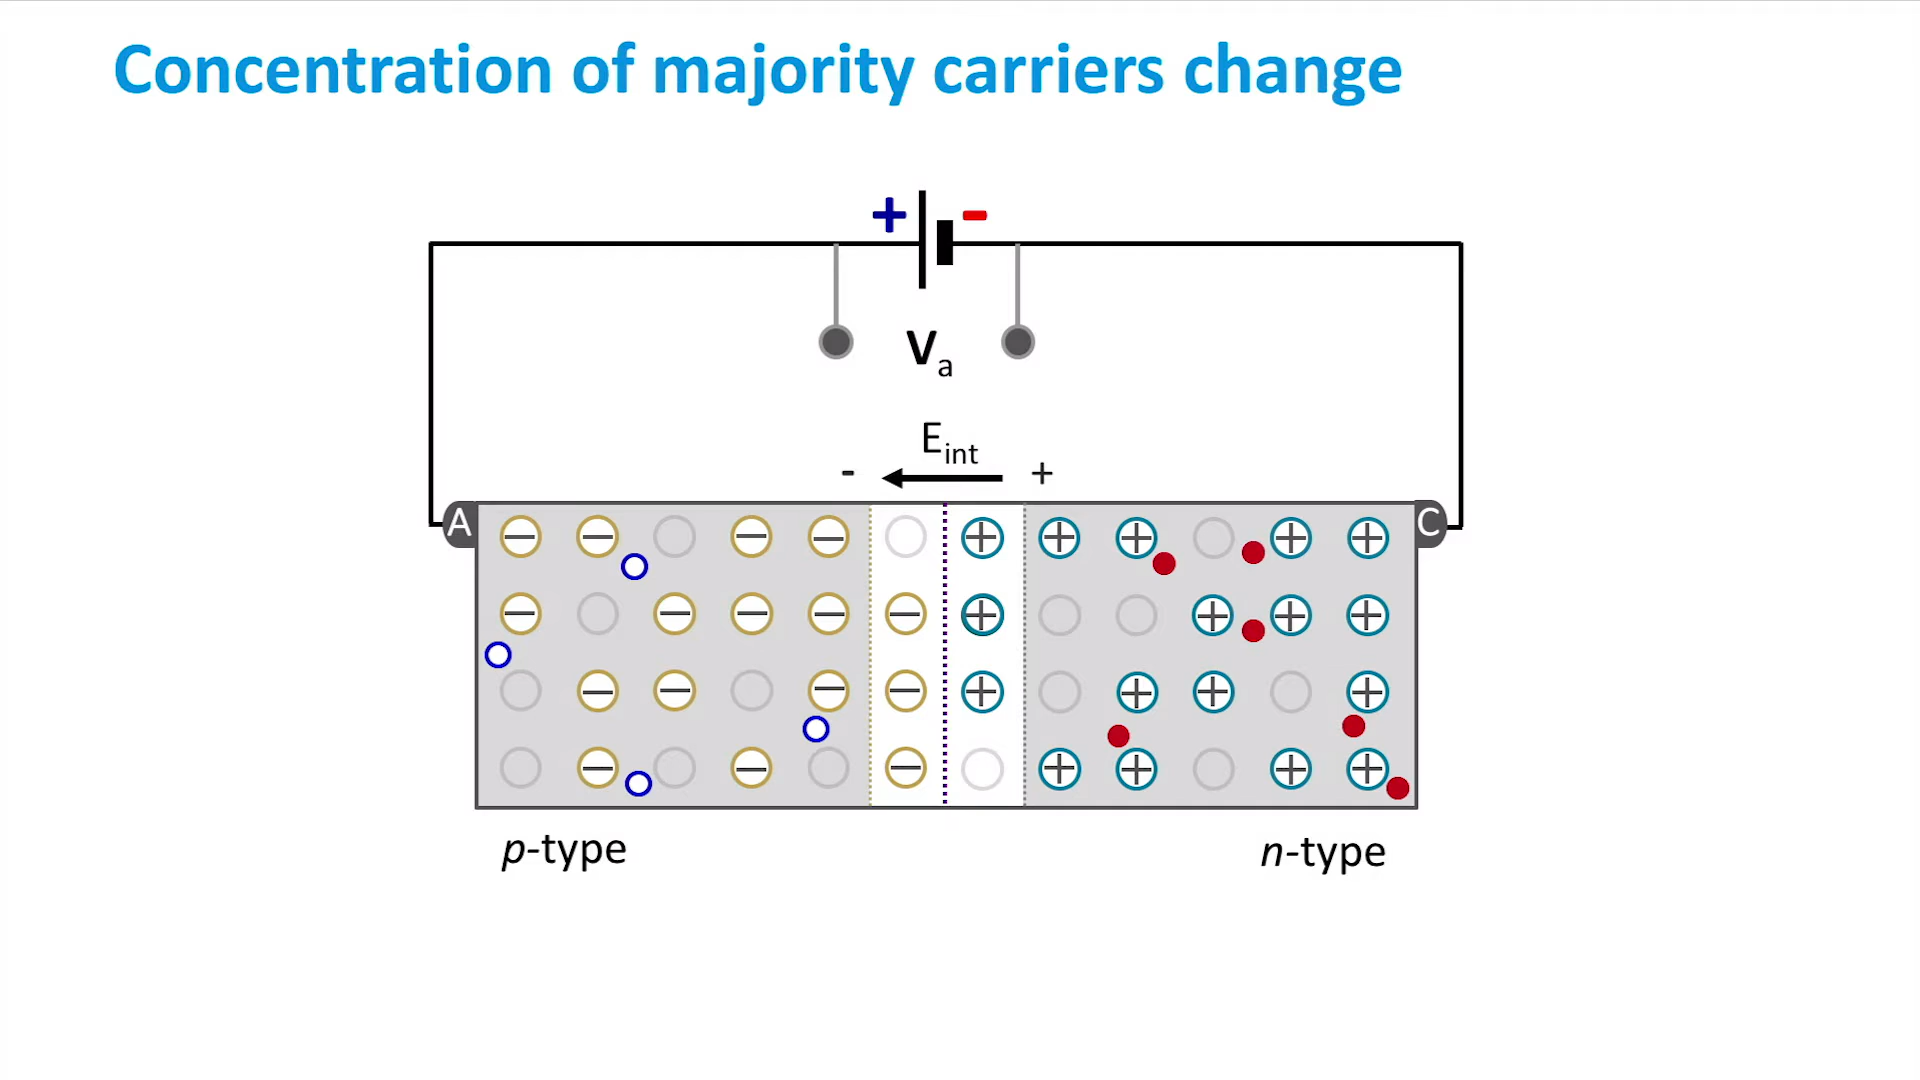 Concentration of majority carriers change
+ -
Va
Eint
- +
A C
p-type n-type